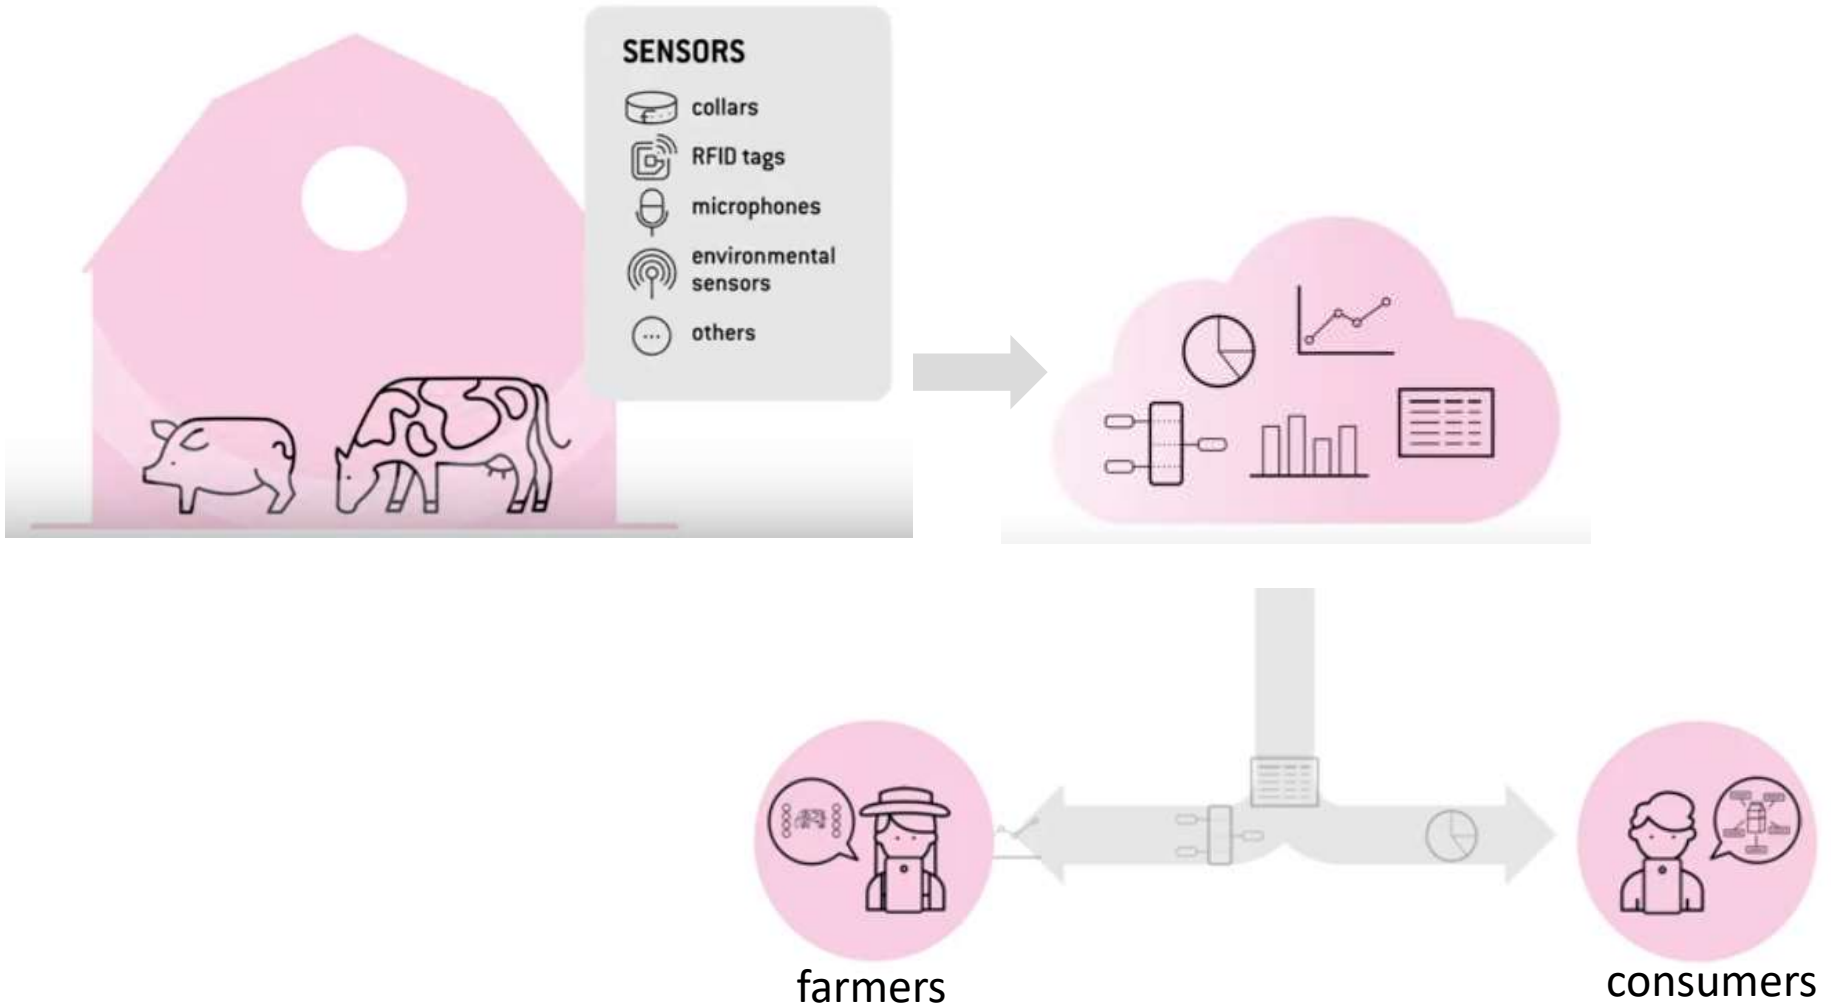 SENSORS
collars
RFID tags
microphones
environmental
sensors
others
farmers
consumers